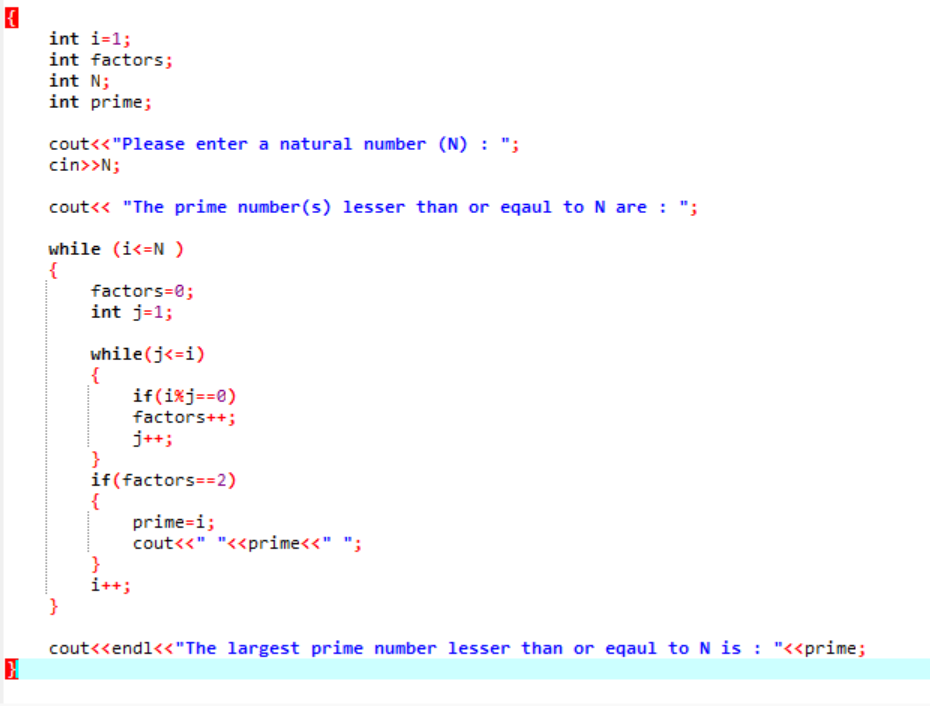 {
    int i=1;
    int factors;
    int N;
    int prime;

    cout<<"Please enter a natural number (N) : ";
    cin>>N;

    cout<< "The prime number(s) lesser than or eqaul to N are : ";

    while (i<=N )
    {
        factors=0;
        int j=1;

        while(j<=i)
        {
            if(i%j==0)
            factors++;
            j++;
        }
        if(factors==2)
        {
            prime=i;
            cout<<" "<<prime<<" ";
        }
        i++;
    }

    cout<<endl<<"The largest prime number lesser than or eqaul to N is : "<<prime;
}